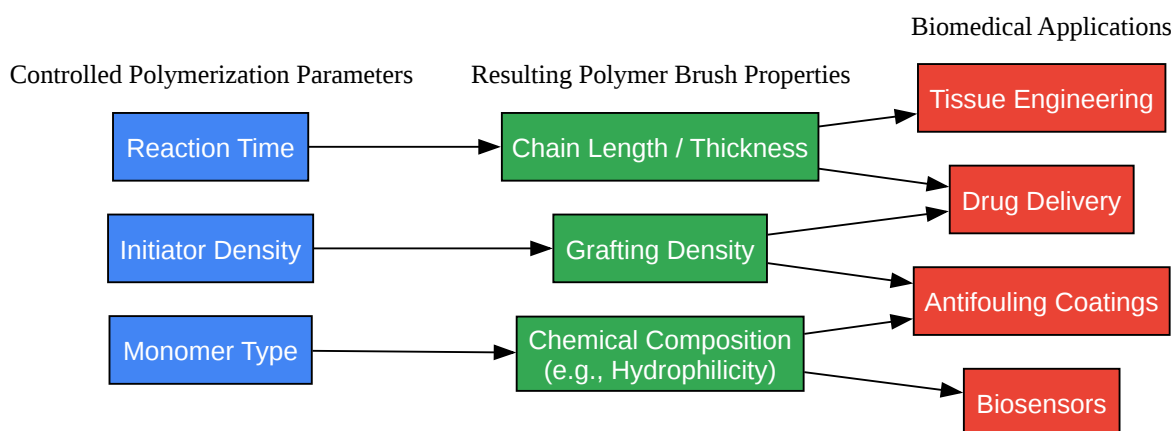 Biomedical Applications
Controlled Polymerization Parameters
Resulting Polymer Brush Properties
Reaction Time
Chain Length / Thickness
Tissue Engineering
Initiator Density
Grafting Density
Drug Delivery
Monomer Type
Chemical Composition
(e.g., Hydrophilicity)
Antifouling Coatings
Biosensors